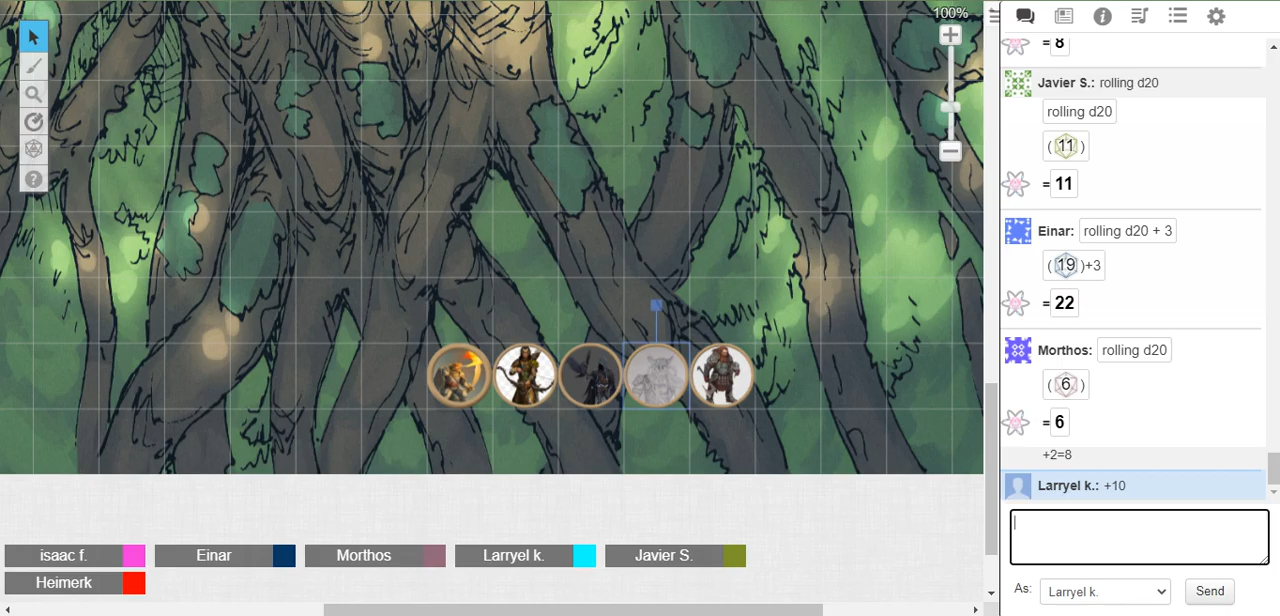 100%
= 8
Javier S.: rolling d20
rolling d20
( 11 )
= 11
Einar: rolling d20 + 3
( 19 )+3
= 22
Morthos: rolling d20
( 6 )
= 6
+2=8
Larryel k.: +10
isaac f. Einar Morthos Larryel k. Javier S.
Heimerk
As: Larryel k. Send